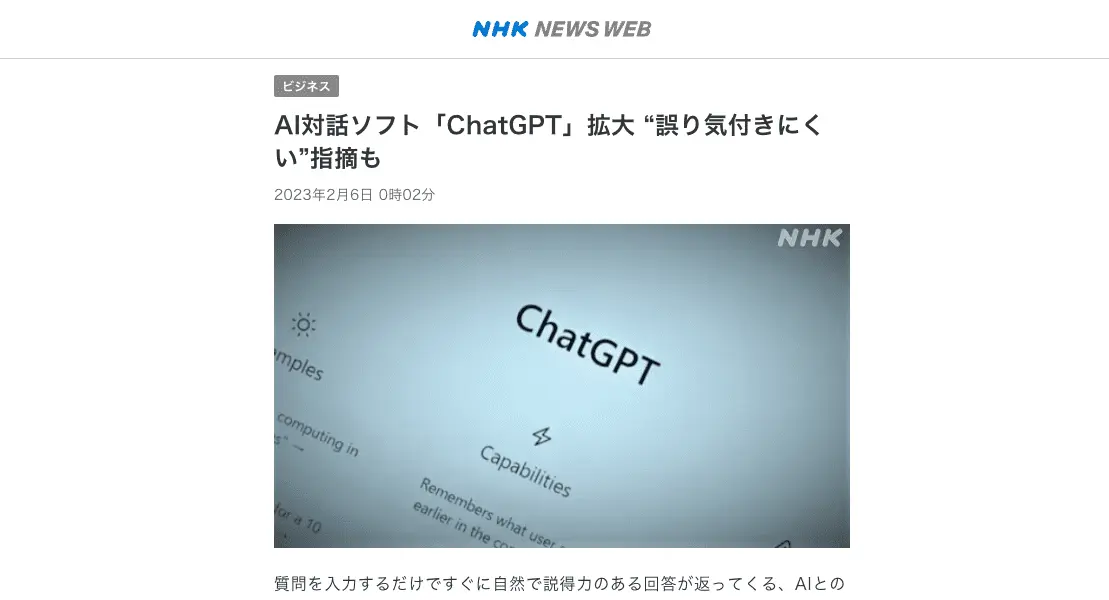 NHK NEWS WEB
ビジネス
AI対話ソフト「ChatGPT」拡大 “誤り気付きにく
い”指摘も
2023年2月6日 0時02分
NHK
ChatGPT
mples
computing in
s" →
for a 10
Capabilities
Remembers what user
earlier in the co
質問を入力するだけですぐに自然で説得力のある回答が返ってくる、AIとの